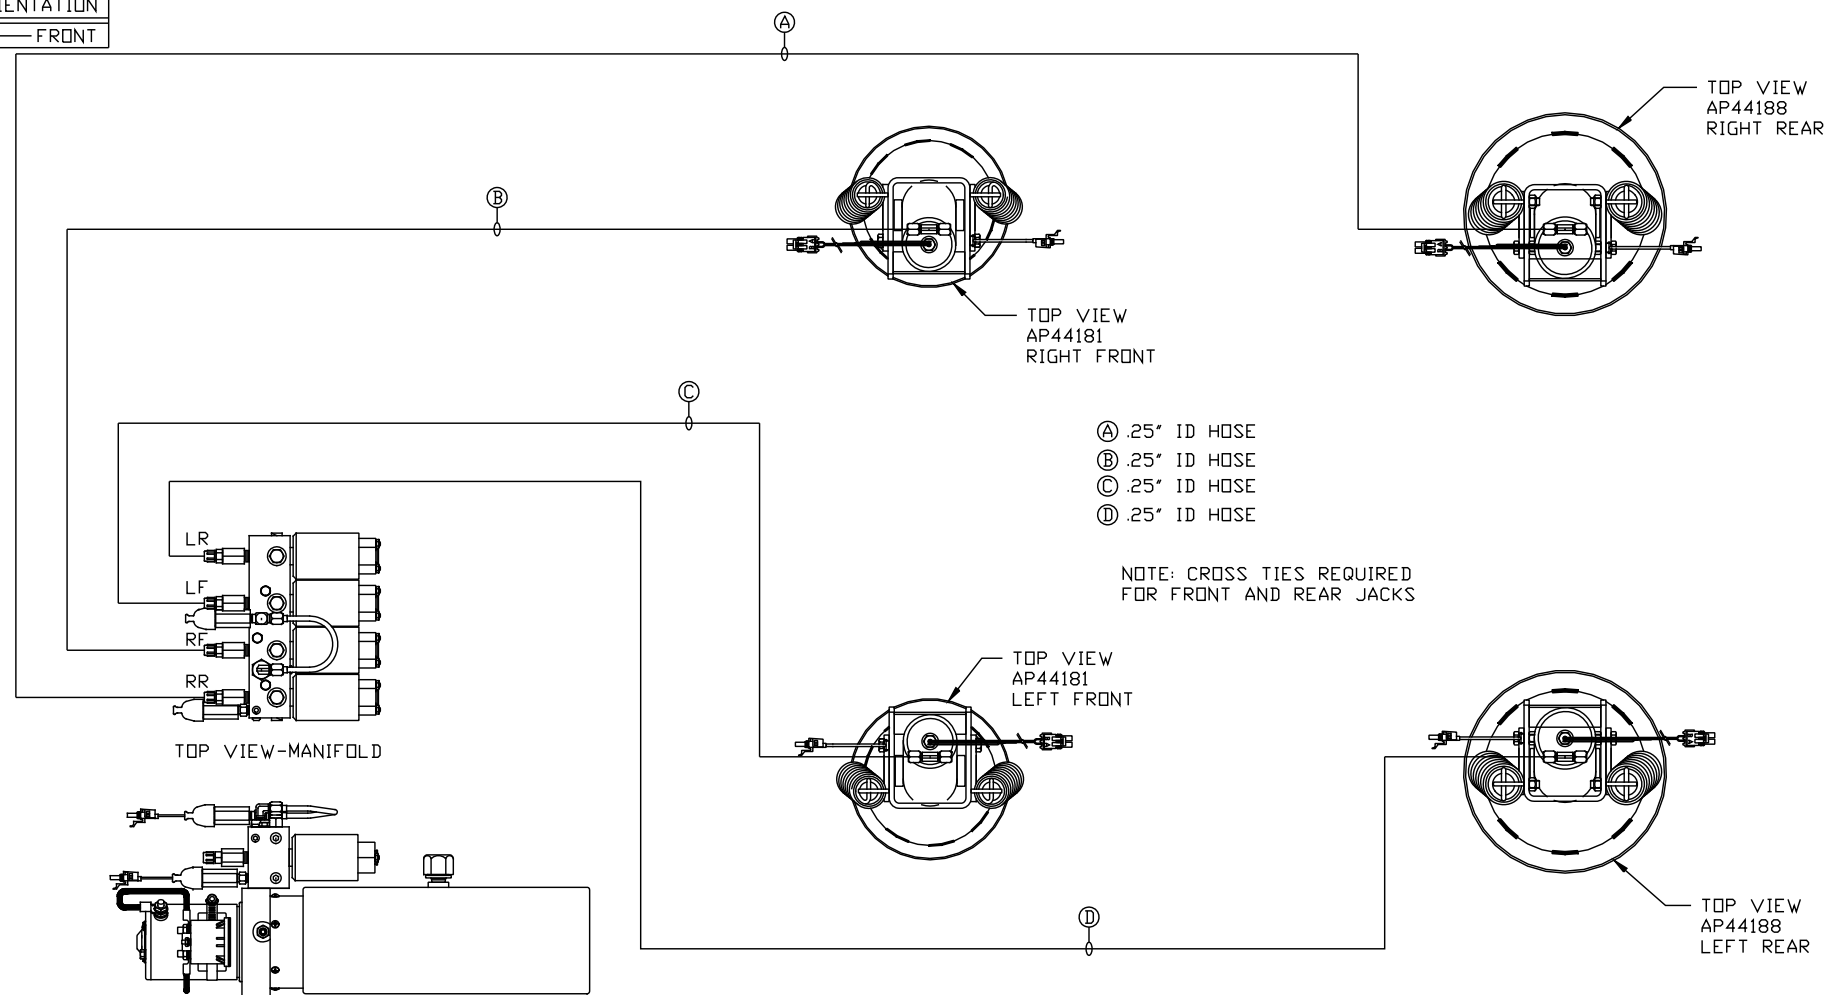 FRONT
A
TOP VIEW
AP44188
RIGHT REAR
B
TOP VIEW
AP44181
RIGHT FRONT
C
A .25" ID HOSE
B .25" ID HOSE
C .25" ID HOSE
D .25" ID HOSE
NOTE: CROSS TIES REQUIRED
FOR FRONT AND REAR JACKS
LR
LF
RF
RR
TOP VIEW-MANIFOLD
TOP VIEW
AP44181
LEFT FRONT
D
TOP VIEW
AP44188
LEFT REAR